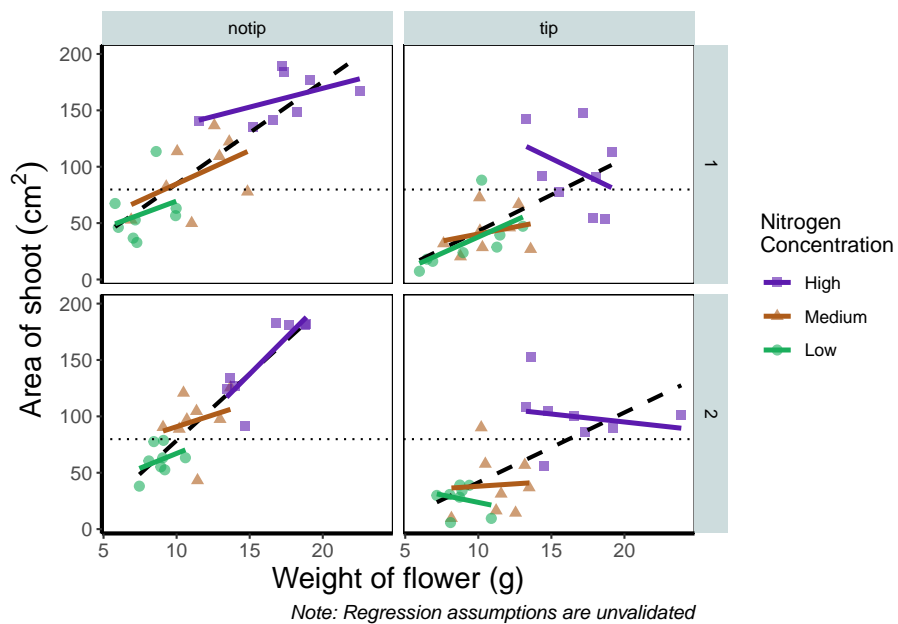 notip
tip
200
150
100
50
0
1
200
150
100
50
0
2
5
10
15
20
5
10
15
20
Area of shoot (cm²)
Weight of flower (g)
Note: Regression assumptions are unvalidated
Nitrogen
Concentration
High
Medium
Low